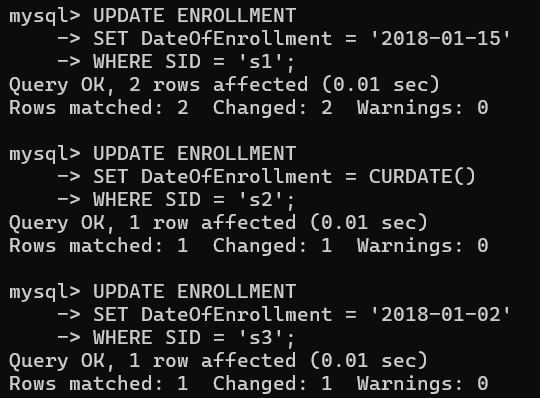 mysql> UPDATE ENROLLMENT
    -> SET DateOfEnrollment = '2018-01-15'
    -> WHERE SID = 's1';
Query OK, 2 rows affected (0.01 sec)
Rows matched: 2  Changed: 2  Warnings: 0

mysql> UPDATE ENROLLMENT
    -> SET DateOfEnrollment = CURDATE()
    -> WHERE SID = 's2';
Query OK, 1 row affected (0.01 sec)
Rows matched: 1  Changed: 1  Warnings: 0

mysql> UPDATE ENROLLMENT
    -> SET DateOfEnrollment = '2018-01-02'
    -> WHERE SID = 's3';
Query OK, 1 row affected (0.01 sec)
Rows matched: 1  Changed: 1  Warnings: 0